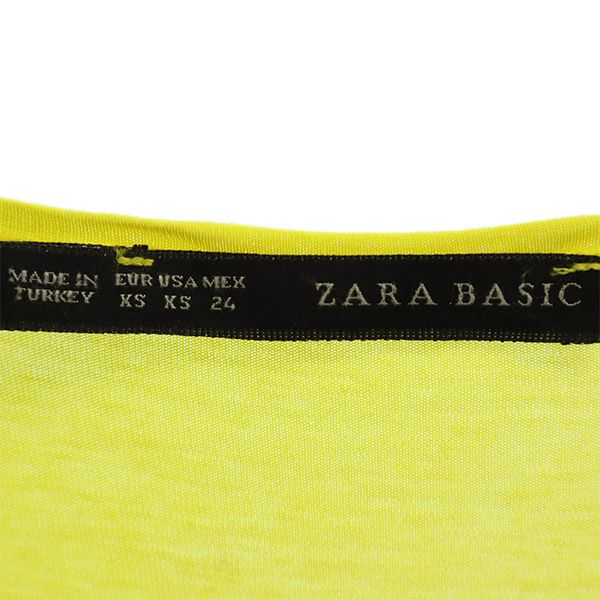 MADE IN
TURKEY
EUR USA MEX
XS XS 24
ZARA BASIC